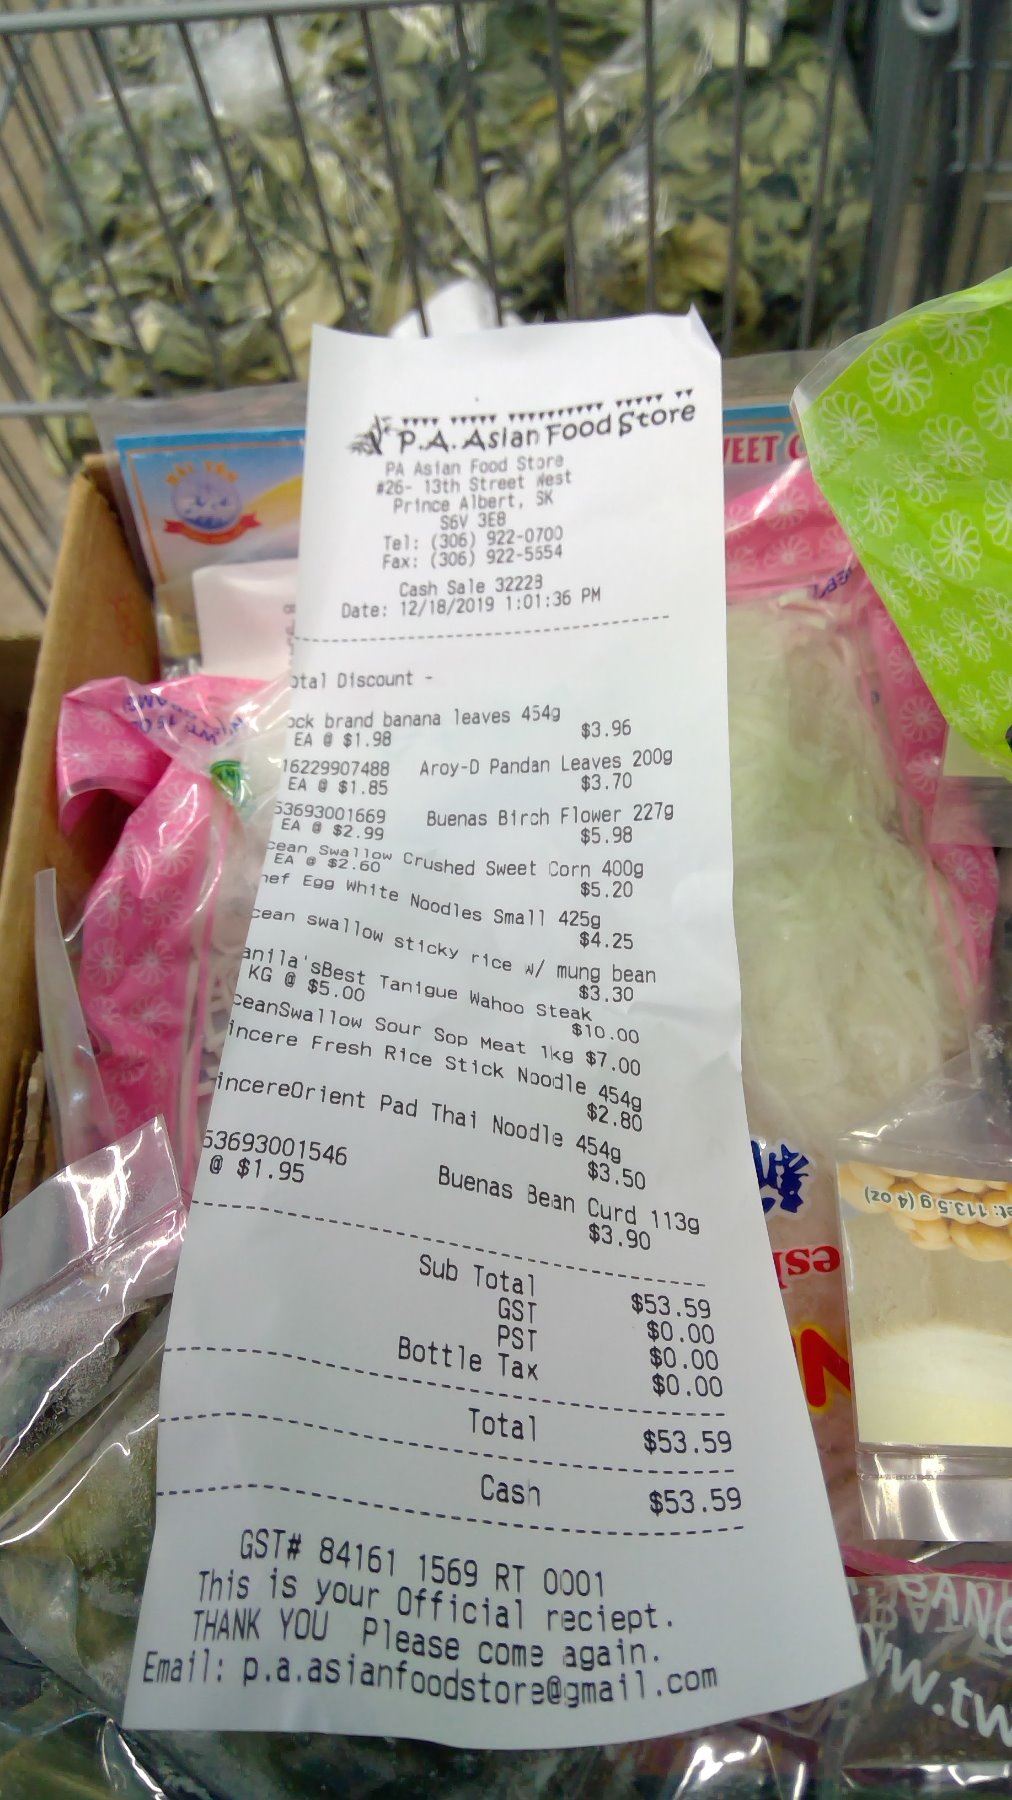 P.A. Asian Food Store
PA Asian Food Store
#26- 13th Street West
Prince Albert, SK
S6V 3E8
Tel: (306) 922-0700
Fax: (306) 922-5554
Cash Sale 32223
Date: 12/18/2019 1:01:36 PM
otal Discount -
ock brand banana leaves 454g
EA @ $1.98 $3.96
16229907488 Aroy-D Pandan Leaves 200g
EA @ $1.85 $3.70
53693001669 Buenas Birch Flower 227g
EA @ $2.99 $5.98
cean Swallow Crushed Sweet Corn 400g
EA @ $2.60 $5.20
hef Egg White Noodles Small 425g
$4.25
cean swallow sticky rice w/ mung bean
$3.30
anila'sBest Tanigue Wahoo Steak
KG @ $5.00 $10.00
ceanSwallow Sour Sop Meat 1kg $7.00
incere Fresh Rice Stick Noodle 454g
$2.80
incereOrient Pad Thai Noodle 454g
$3.50
53693001546 Buenas Bean Curd 113g
@ $1.95 $3.90
Sub Total $53.59
GST $0.00
PST $0.00
Bottle Tax $0.00
Total $53.59
Cash $53.59
GST# 84161 1569 RT 0001
This is your Official reciept.
THANK YOU Please come again.
Email: p.a.asianfoodstore@gmail.com
et: 113.5 g (4 oz)